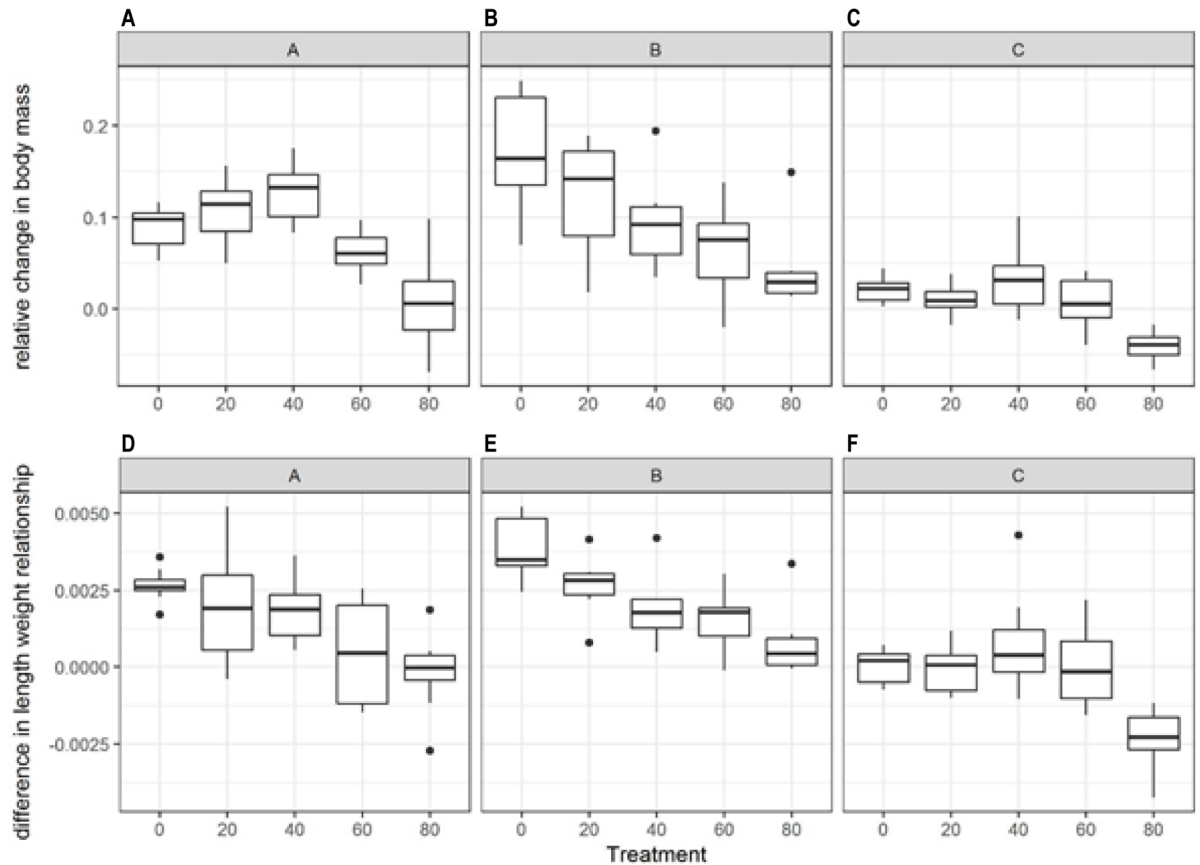 A B C
A B C
relative change in body mass
0.2
0.1
0.0
0 20 40 60 80 0 20 40 60 80 0 20 40 60 80
D E F
A B C
difference in length weight relationship
0.0050
0.0025
0.0000
-0.0025
0 20 40 60 80 0 20 40 60 80 0 20 40 60 80
Treatment